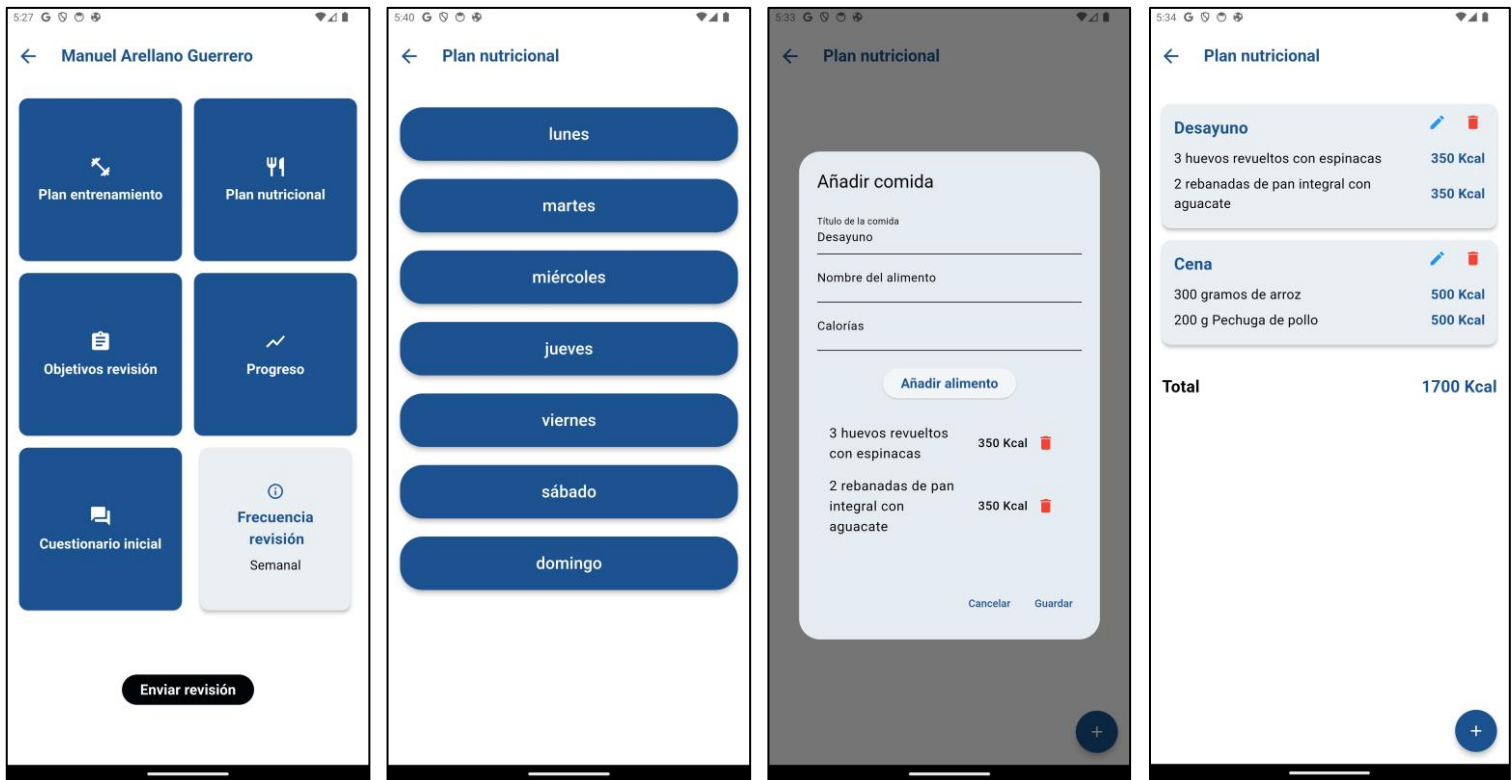 5:27
Manuel Arellano Guerrero
Plan entrenamiento
Plan nutricional
Objetivos revisión
Progreso
Cuestionario inicial
Frecuencia
revisión
Semanal
Enviar revisión
5:40
Plan nutricional
lunes
martes
miércoles
jueves
viernes
sábado
domingo
5:33
Plan nutricional
Añadir comida
Título de la comida
Desayuno
Nombre del alimento
Calorías
Añadir alimento
3 huevos revueltos
con espinacas
350 Kcal
2 rebanadas de pan
integral con
aguacate
350 Kcal
Cancelar Guardar
5:34
Plan nutricional
Desayuno
3 huevos revueltos con espinacas 350 Kcal
2 rebanadas de pan integral con
aguacate
350 Kcal
Cena
300 gramos de arroz 500 Kcal
200 g Pechuga de pollo 500 Kcal
Total 1700 Kcal